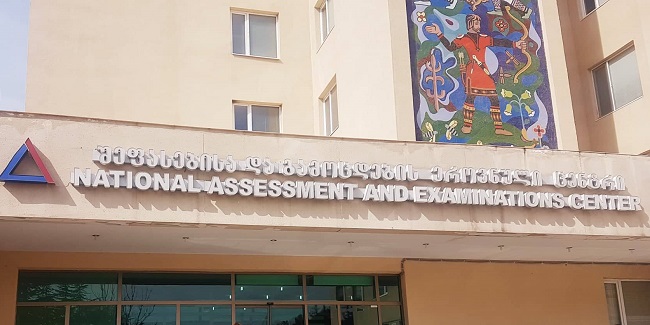 შეფასებისა და გამოცდების ეროვნული ცენტრი
NATIONAL ASSESSMENT AND EXAMINATIONS CENTER